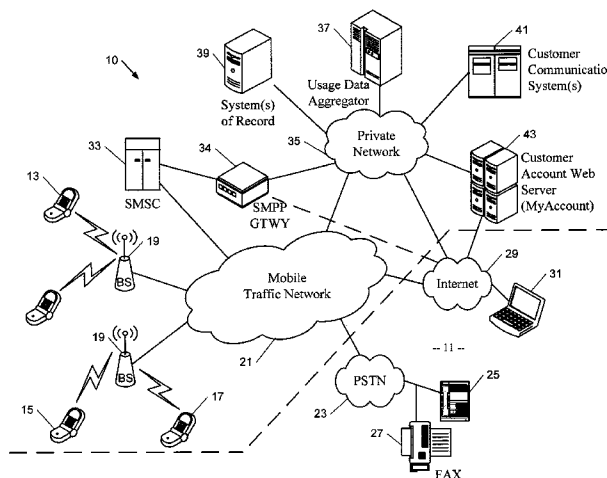 10
39
System(s)
of Record
37
Usage Data
Aggregator
41
Customer
Communicatio
System(s)
33
34
35
Private
Network
43
Customer
Account Web
Server
(MyAccount)
13
SMSC
SMPP
GTWY
19
BS
Mobile
Traffic Network
Internet
29
31
19
BS
21
-- 11 --
PSTN
23
25
15
17
27
FAX